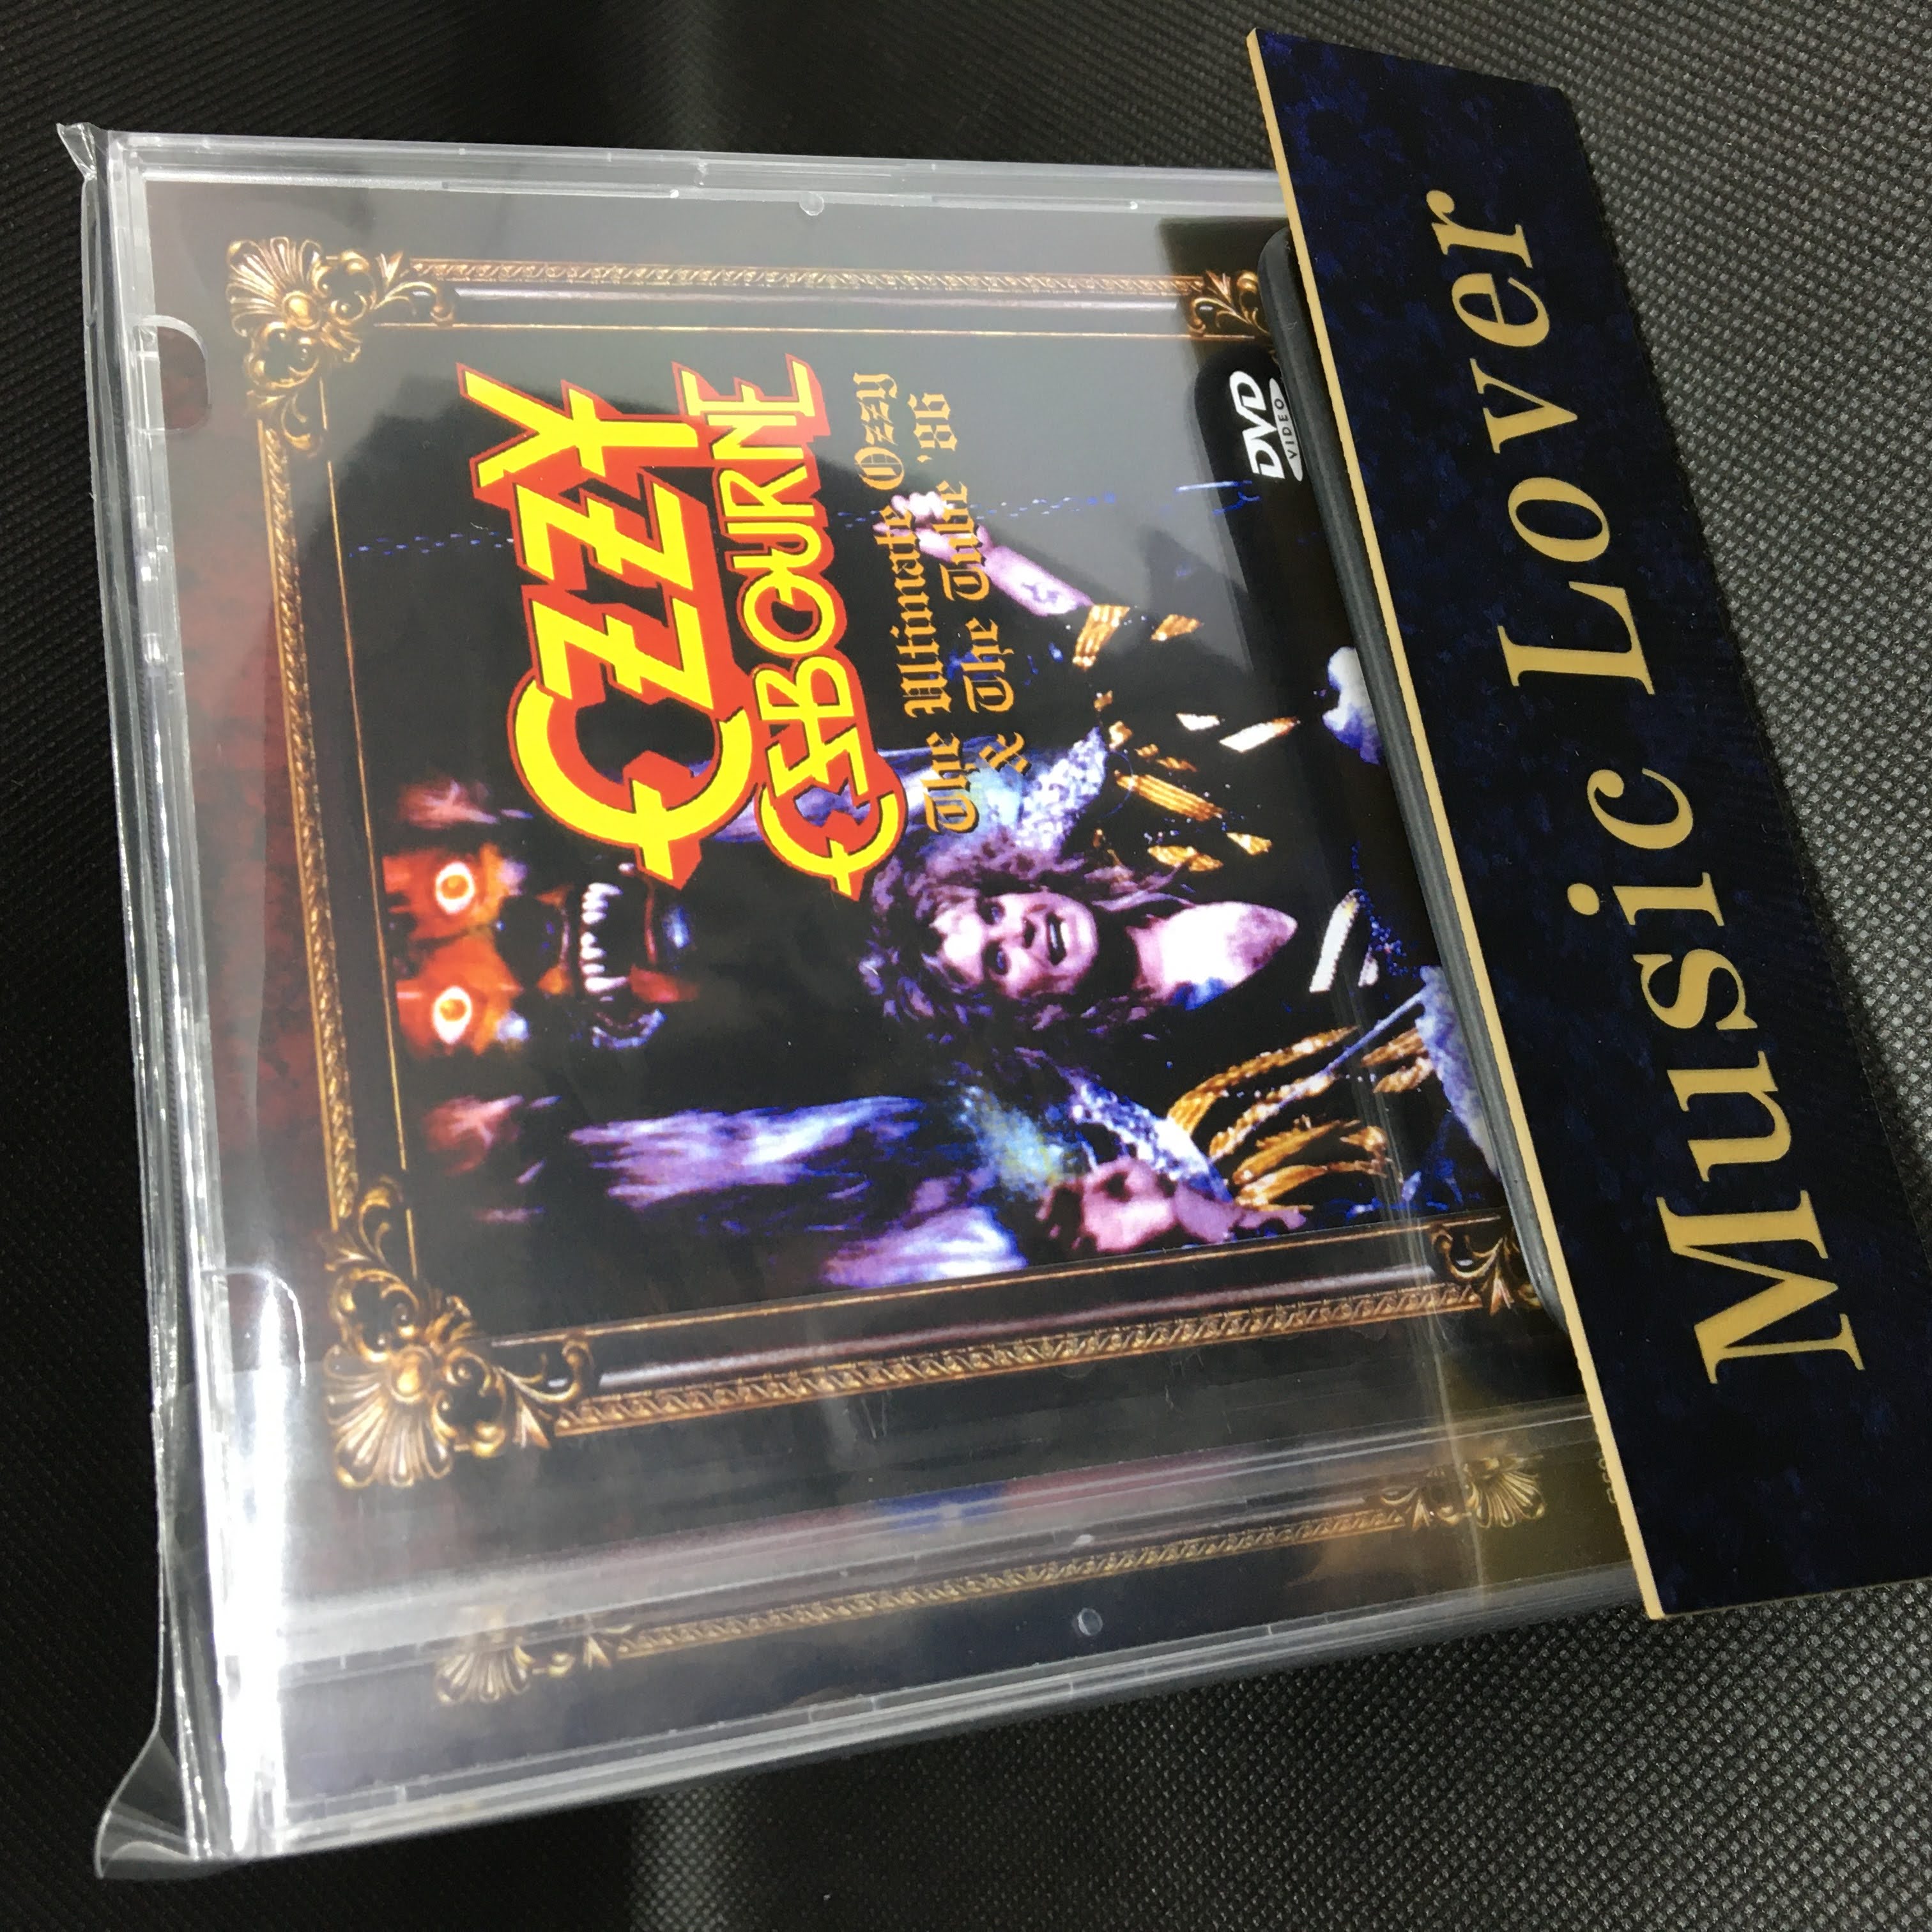 OZZY
OSBOURNE
The Ultimate Ozzy
& The Tube '86
DVD
VIDEO
Music Lover